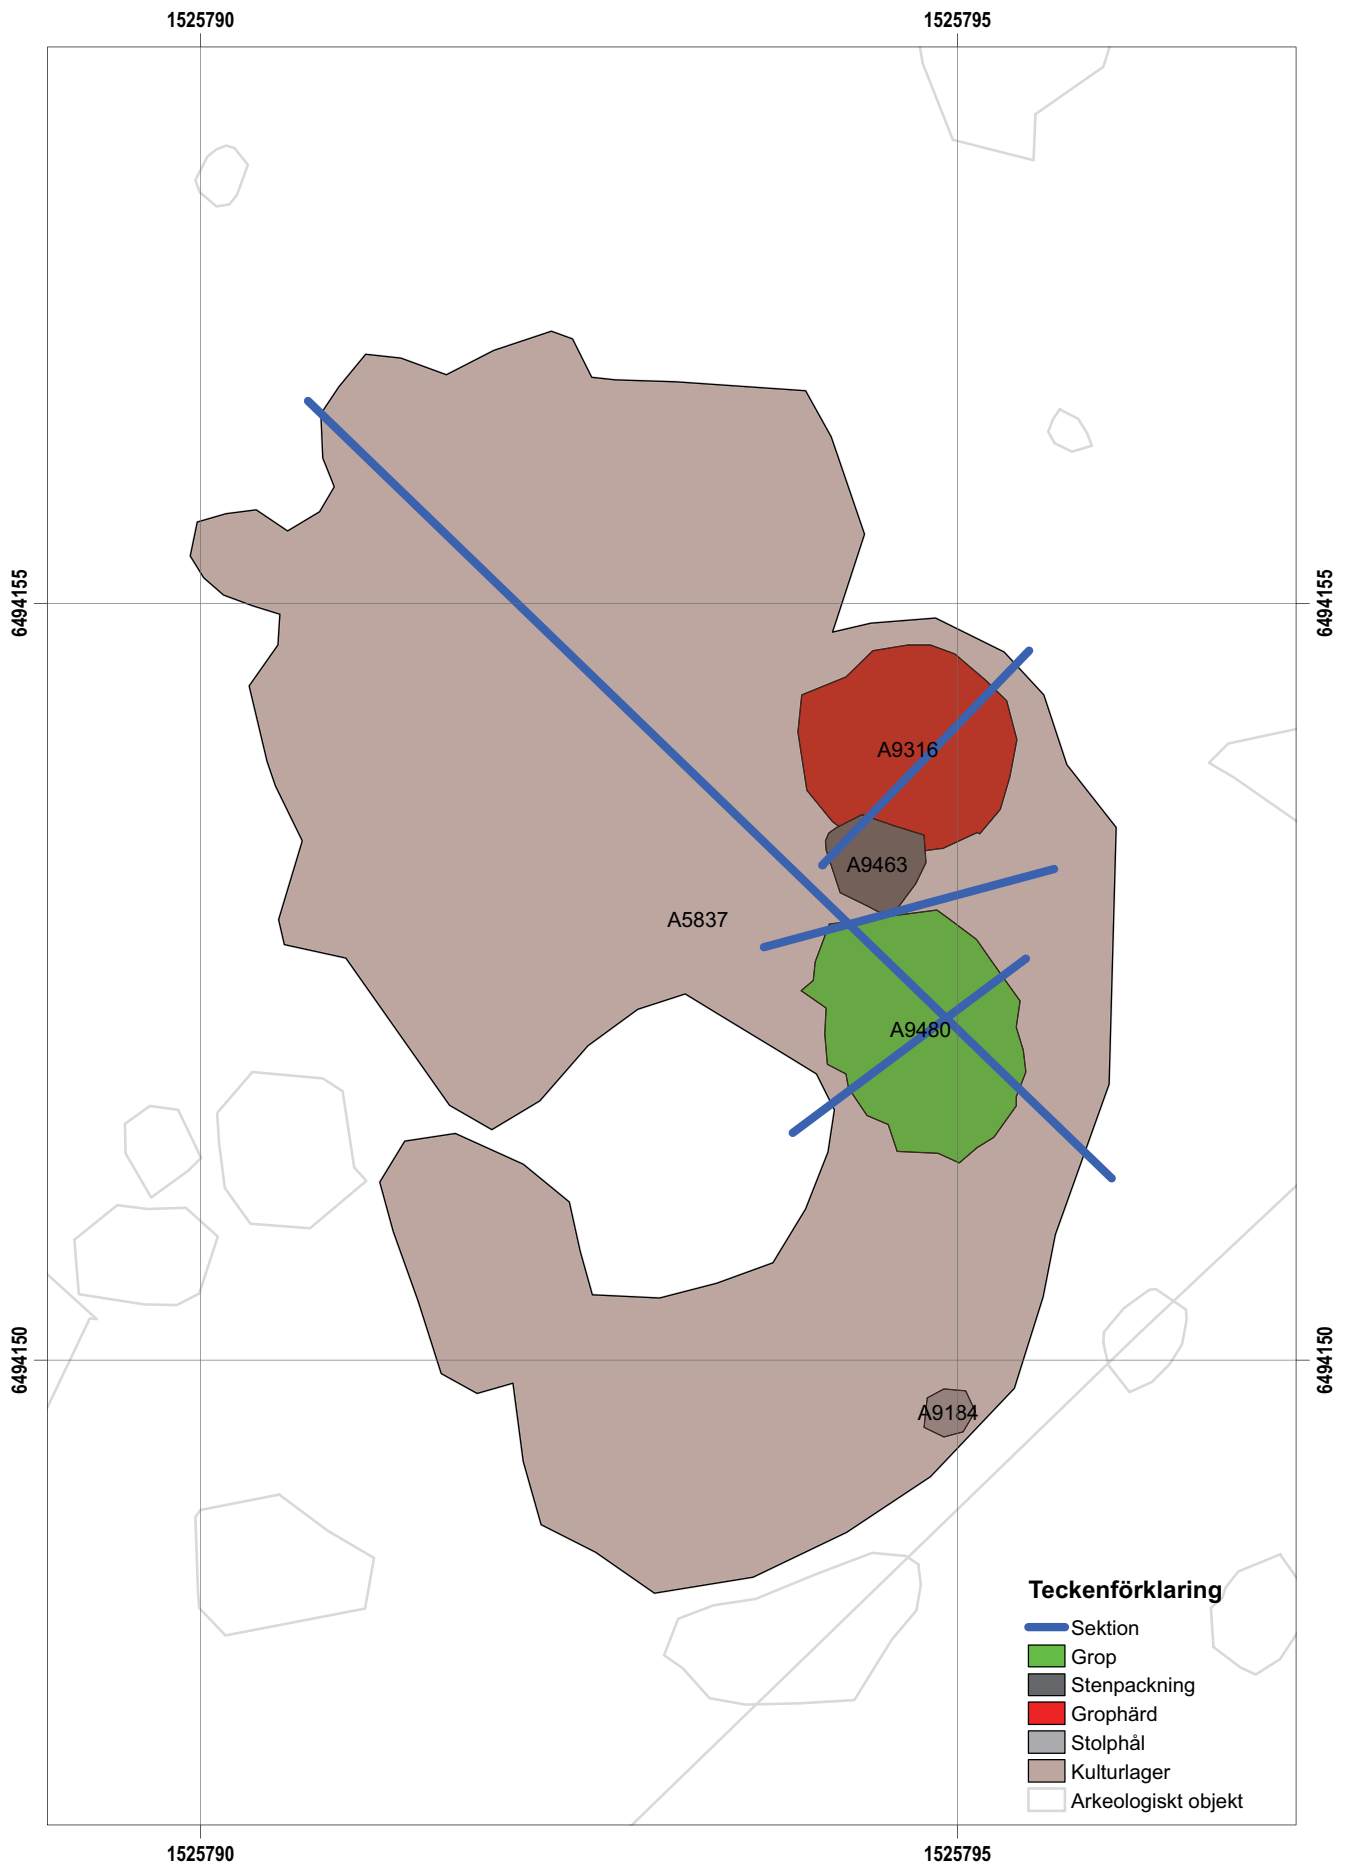 1525790
1525795
6494155
6494155
A9316
A9463
A5837
A9480
6494150
6494150
A9184
Teckenförklaring
Sektion
Grop
Stenpackning
Grophärd
Stolphål
Kulturlager
Arkeologiskt objekt
1525790
1525795